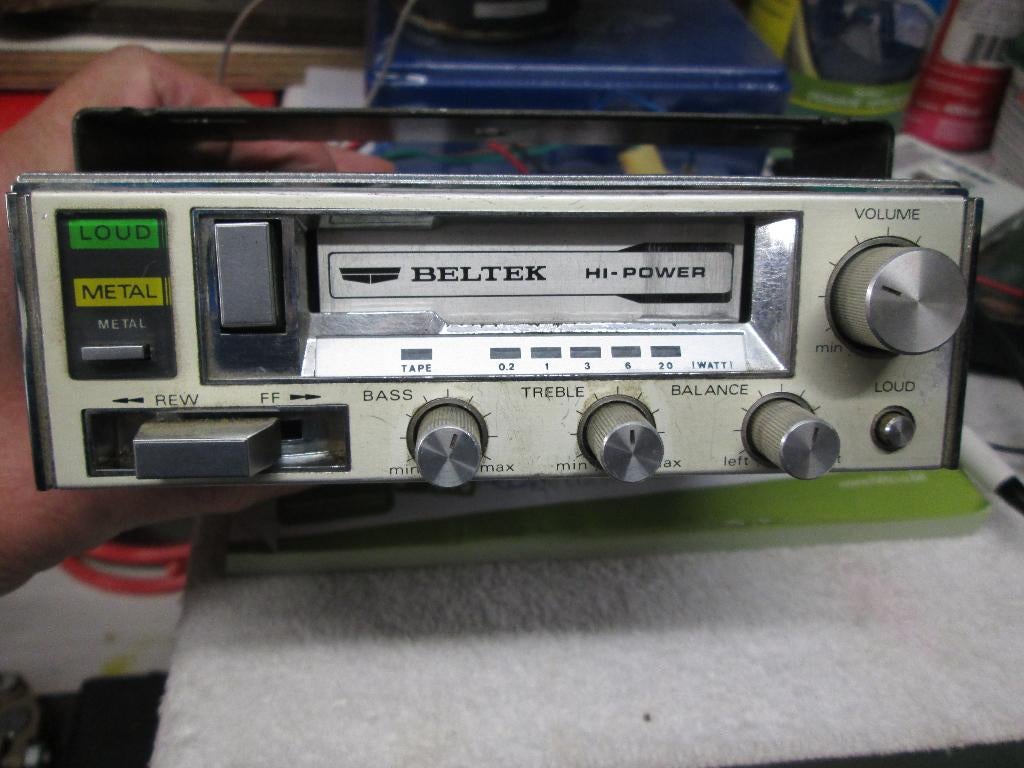 LOUD
METAL
METAL
BELTEK HI-POWER
TAPE 0.2 1 3 6 20 (WATT)
VOLUME
min
REW FF
BASS
min max
TREBLE
min
BALANCE
left
LOUD